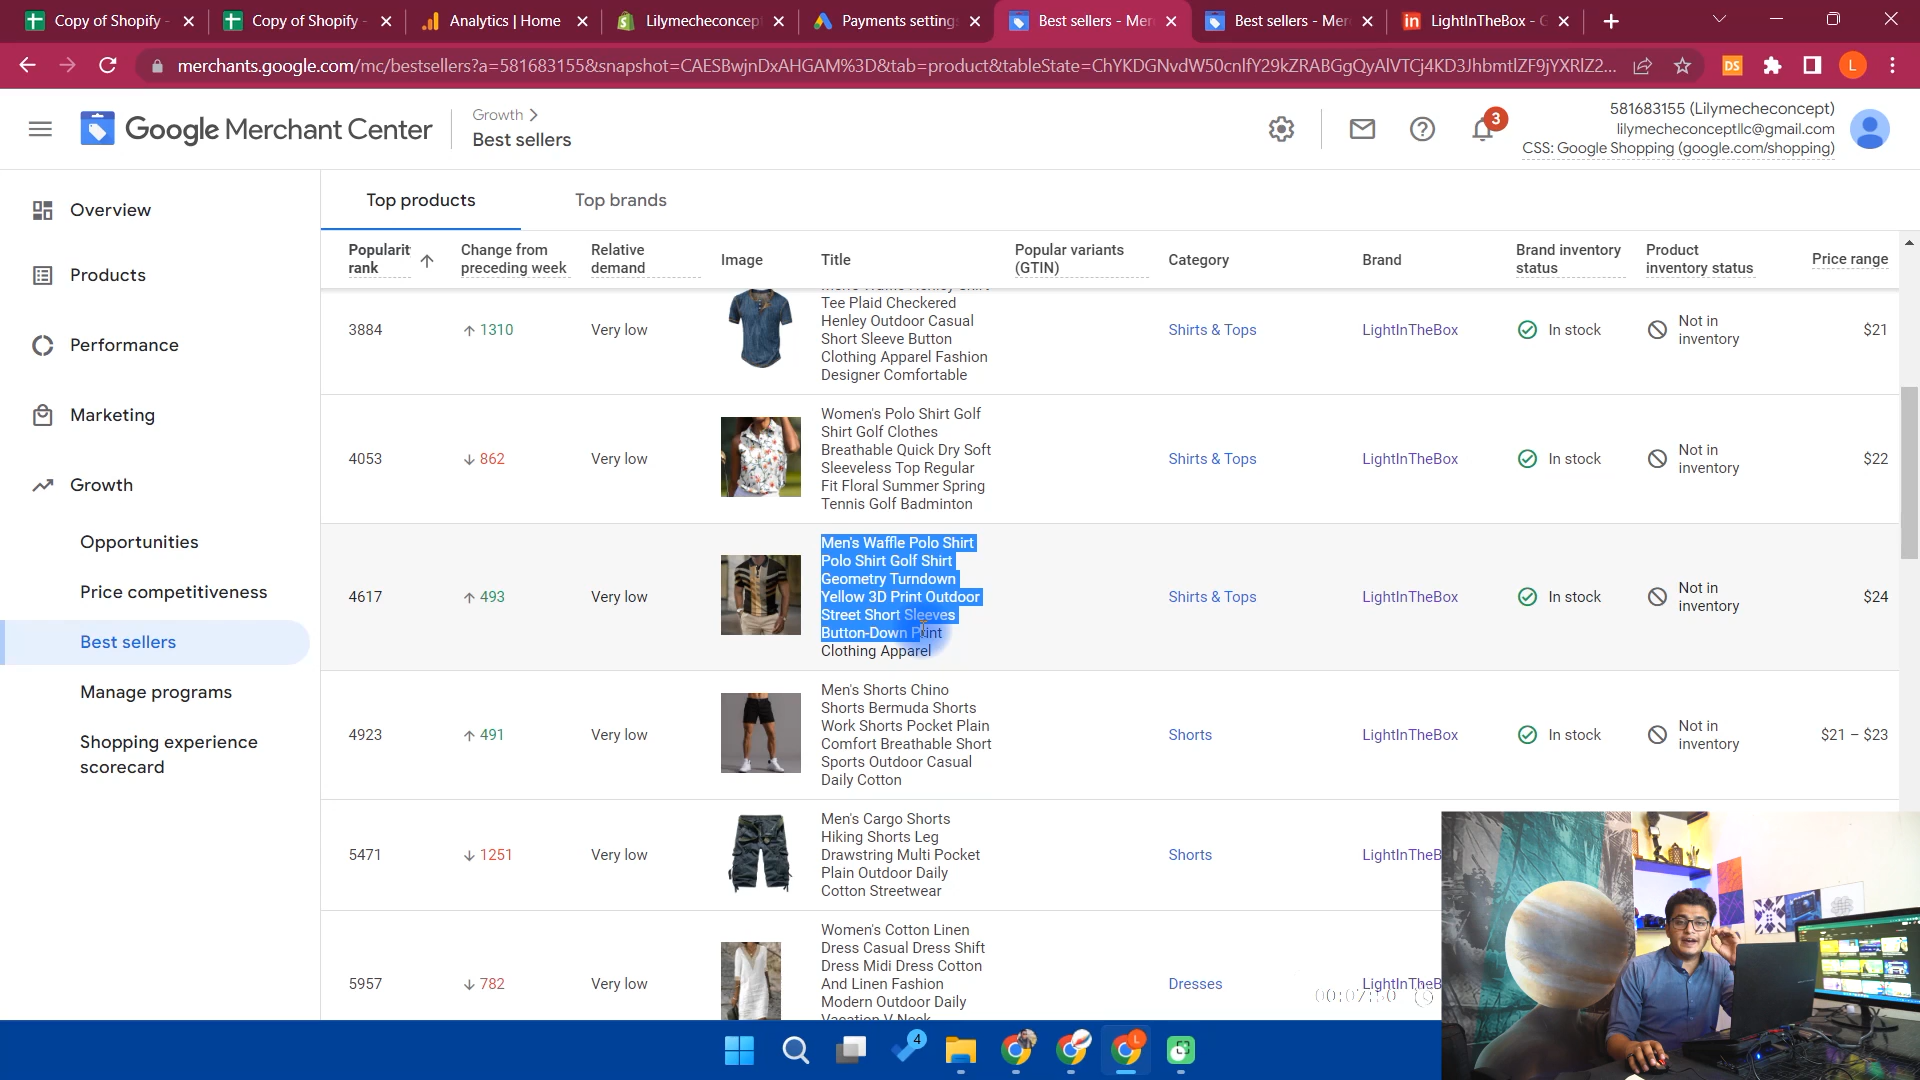 Copy of Shopify -
Copy of Shopify -
Analytics | Home
Lilymecheconcept
Payments settings
Best sellers - Mer
Best sellers - Mer
LightInTheBox - G
merchants.google.com/mc/bestsellers?a=581683155&snapshot=CAESBwjnDxAHGAM%3D&tab=product&tableState=ChYKDGNvdW50cnlfY29kZRABGgQyAlVTCj4KD3JhbmtlZF9jYXRlZ2...
DS
L
Google Merchant Center
Growth
Best sellers
3
581683155 (Lilymecheconcept)
lilymecheconceptllc@gmail.com
CSS: Google Shopping (google.com/shopping)
Overview
Products
Performance
Marketing
Growth
Opportunities
Price competitiveness
Best sellers
Manage programs
Shopping experience
scorecard
Top products
Top brands
Popularit
rank
Change from
preceding week
Relative
demand
Image
Title
Popular variants
(GTIN)
Category
Brand
Brand inventory
status
Product
inventory status
Price range
3884
1310
Very low
Tee Plaid Checkered
Henley Outdoor Casual
Short Sleeve Button
Clothing Apparel Fashion
Designer Comfortable
Shirts & Tops
LightInTheBox
In stock
Not in
inventory
$21
4053
862
Very low
Women's Polo Shirt Golf
Shirt Golf Clothes
Breathable Quick Dry Soft
Sleeveless Top Regular
Fit Floral Summer Spring
Tennis Golf Badminton
Shirts & Tops
LightInTheBox
In stock
Not in
inventory
$22
4617
493
Very low
Men's Waffle Polo Shirt
Polo Shirt Golf Shirt
Geometry Turndown
Yellow 3D Print Outdoor
Street Short Sleeves
Button-Down Print
Clothing Apparel
Shirts & Tops
LightInTheBox
In stock
Not in
inventory
$24
4923
491
Very low
Men's Shorts Chino
Shorts Bermuda Shorts
Work Shorts Pocket Plain
Comfort Breathable Short
Sports Outdoor Casual
Daily Cotton
Shorts
LightInTheBox
In stock
Not in
inventory
$21 – $23
5471
1251
Very low
Men's Cargo Shorts
Hiking Shorts Leg
Drawstring Multi Pocket
Plain Outdoor Daily
Cotton Streetwear
Shorts
LightInTheB
5957
782
Very low
Women's Cotton Linen
Dress Casual Dress Shift
Dress Midi Dress Cotton
And Linen Fashion
Modern Outdoor Daily
Vacation V Neck
Dresses
LightInTheB
00:07:50
4
L